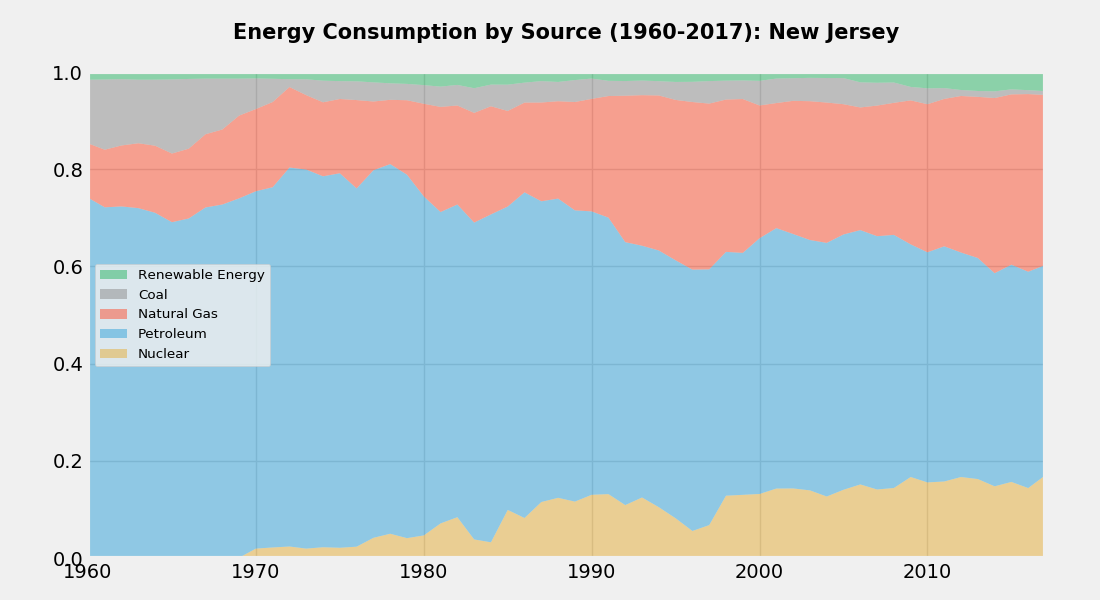 Energy Consumption by Source (1960-2017): New Jersey
1.0
0.8
0.6
0.4
0.2
0.0
Renewable Energy
Coal
Natural Gas
Petroleum
Nuclear
1960 1970 1980 1990 2000 2010